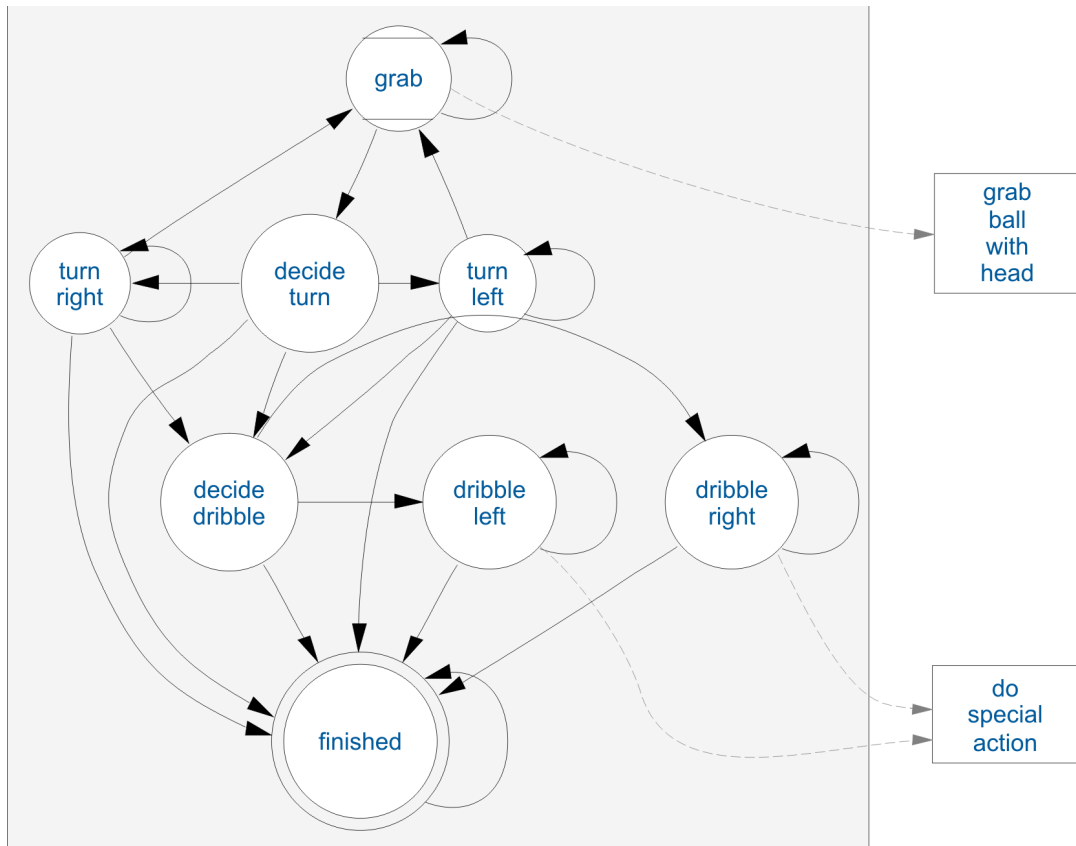 grab
grab
ball
with
head
turn
right
decide
turn
turn
left
decide
dribble
dribble
left
dribble
right
finished
do
special
action